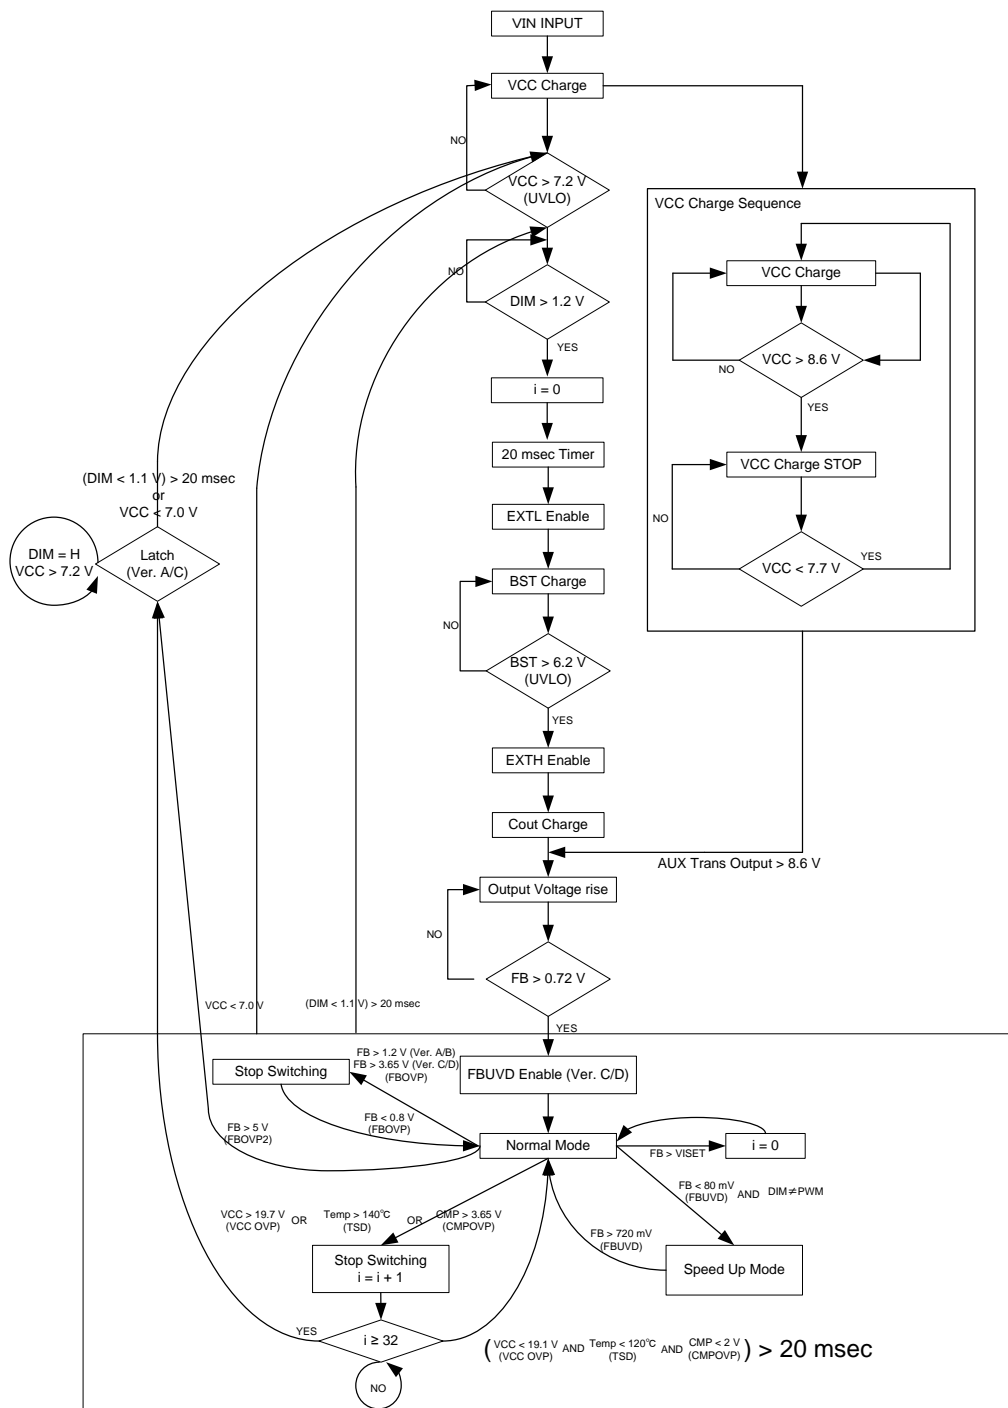 VIN INPUT
VCC Charge
NO
VCC > 7.2 V
(UVLO)
NO
DIM > 1.2 V
YES
i = 0
20 msec Timer
EXTL Enable
BST Charge
NO
BST > 6.2 V
(UVLO)
YES
EXTH Enable
Cout Charge
AUX Trans Output > 8.6 V
Output Voltage rise
NO
FB > 0.72 V
YES
VCC Charge Sequence
VCC Charge
VCC > 8.6 V
NO
YES
VCC Charge STOP
NO
VCC < 7.7 V
YES
(DIM < 1.1 V) > 20 msec
or
VCC < 7.0 V
DIM = H
VCC > 7.2 V
Latch
(Ver. A/C)
VCC < 7.0 V
(DIM < 1.1 V) > 20 msec
FBUVD Enable (Ver. C/D)
FB > 1.2 V (Ver. A/B)
FB > 3.65 V (Ver. C/D)
(FBOVP)
Stop Switching
FB < 0.8 V
(FBOVP)
FB > 5 V
(FBOVP2)
Normal Mode
FB > VISET
i = 0
FB < 80 mV
(FBUVD)
AND DIM≠PWM
FB > 720 mV
(FBUVD)
Speed Up Mode
VCC > 19.7 V
(VCC OVP)
OR
Temp > 140℃
(TSD)
OR
CMP > 3.65 V
(CMPOVP)
Stop Switching
i = i + 1
YES
i ≥ 32
NO
( VCC < 19.1 V AND Temp < 120℃ AND CMP < 2 V ) > 20 msec
(VCC OVP) (TSD) (CMPOVP)